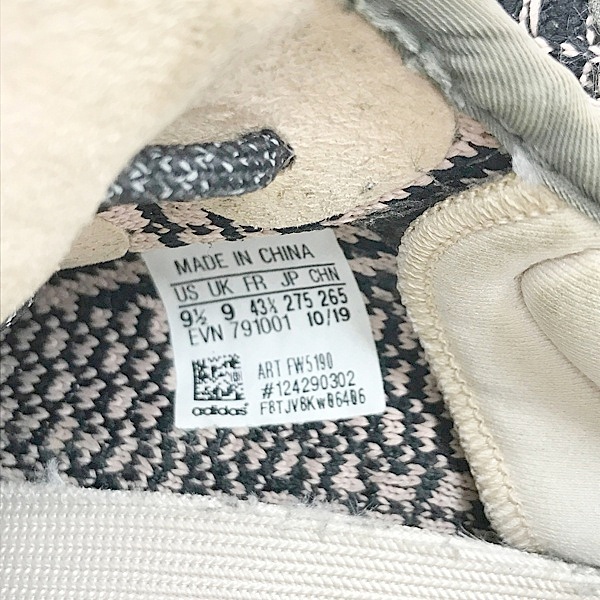 MADE IN CHINA
US UK FR JP CHN
9½ 9 43⅓ 275 265
EVN 791001 10/19
ART FW5190
#124290302
adidas